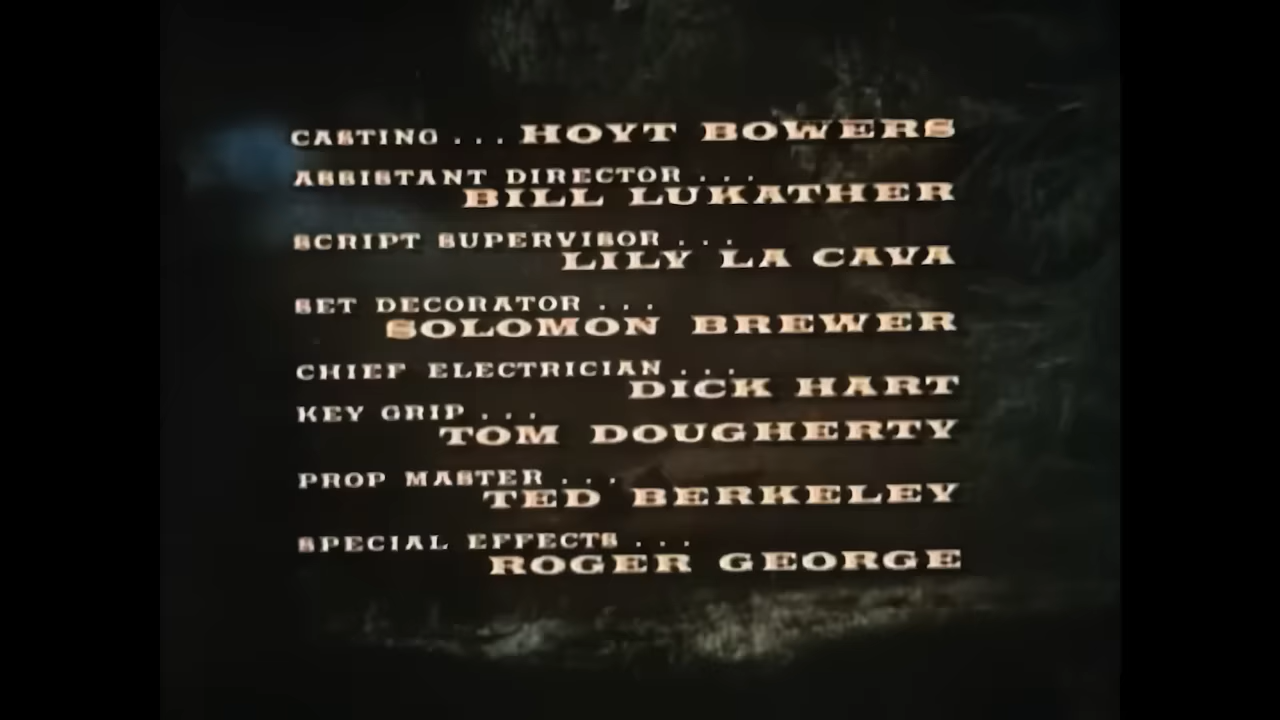 CASTING . . . HOYT BOWERS
ASSISTANT DIRECTOR . . .
BILL LUKATHER
SCRIPT SUPERVISOR . . .
LILY LA CAVA
SET DECORATOR . . .
SOLOMON BREWER
CHIEF ELECTRICIAN . . .
DICK HART
KEY GRIP . . .
TOM DOUGHERTY
PROP MASTER . . .
TED BERKELEY
SPECIAL EFFECTS . . .
ROGER GEORGE